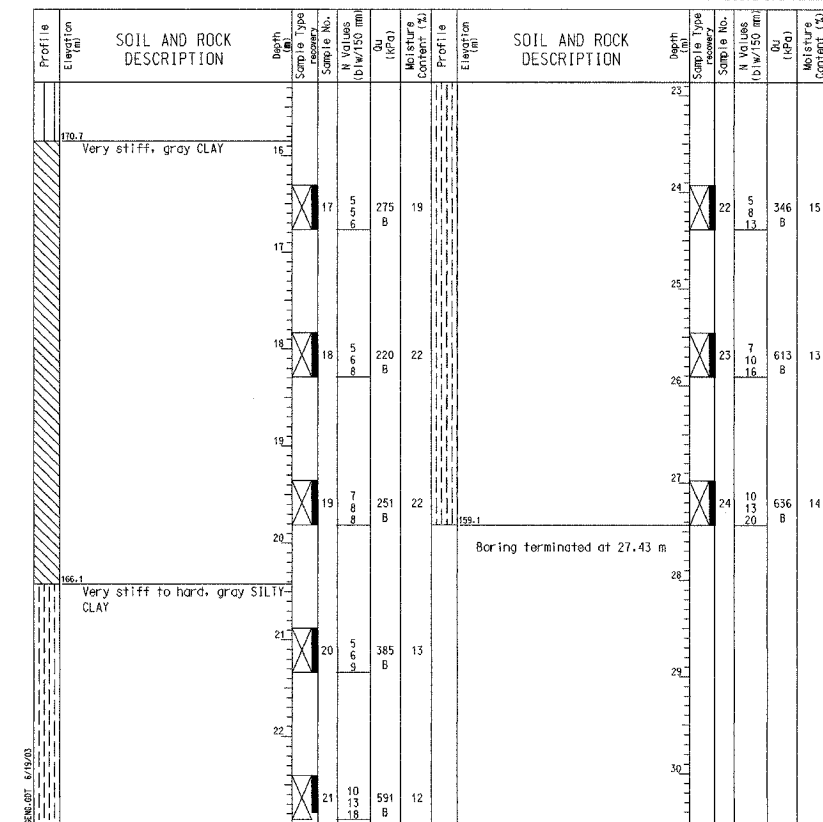 Profile
Elevation (m)
SOIL AND ROCK
DESCRIPTION
Depth (m)
Sample Type
recovery
Sample No.
N Values
(blw/150 mm)
Qu
(kPa)
Moisture
Content (%)
170.7
Very stiff, gray CLAY
16
17
5
5
6
275
B
19
17
18
18
5
6
8
220
B
22
19
19
7
8
8
251
B
22
20
166.1
Very stiff to hard, gray SILTY
CLAY
21
20
5
6
9
385
B
13
22
21
10
13
18
591
B
12
Profile
Elevation (m)
SOIL AND ROCK
DESCRIPTION
Depth (m)
Sample Type
recovery
Sample No.
N Values
(blw/150 mm)
Qu
(kPa)
Moisture
Content (%)
23
24
22
5
8
13
346
B
15
25
23
7
10
16
613
B
13
26
27
24
10
13
20
636
B
14
159.1
Boring terminated at 27.43 m
28
29
30
6/19/03